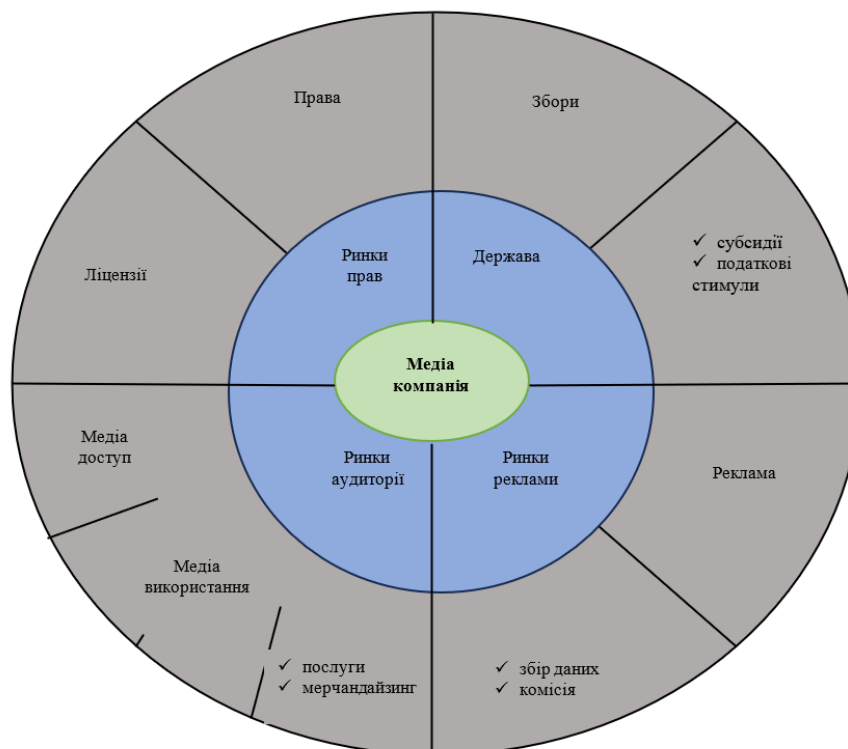 Права
Збори
Ринки
прав
Держава
✓ субсидії
✓ податкові
стимули
Ліцензії
Медіа
компанія
Медіа
доступ
Ринки
аудиторії
Ринки
реклами
Реклама
Медіа
використання
✓ послуги
✓ мерчандайзинг
✓ збір даних
✓ комісія